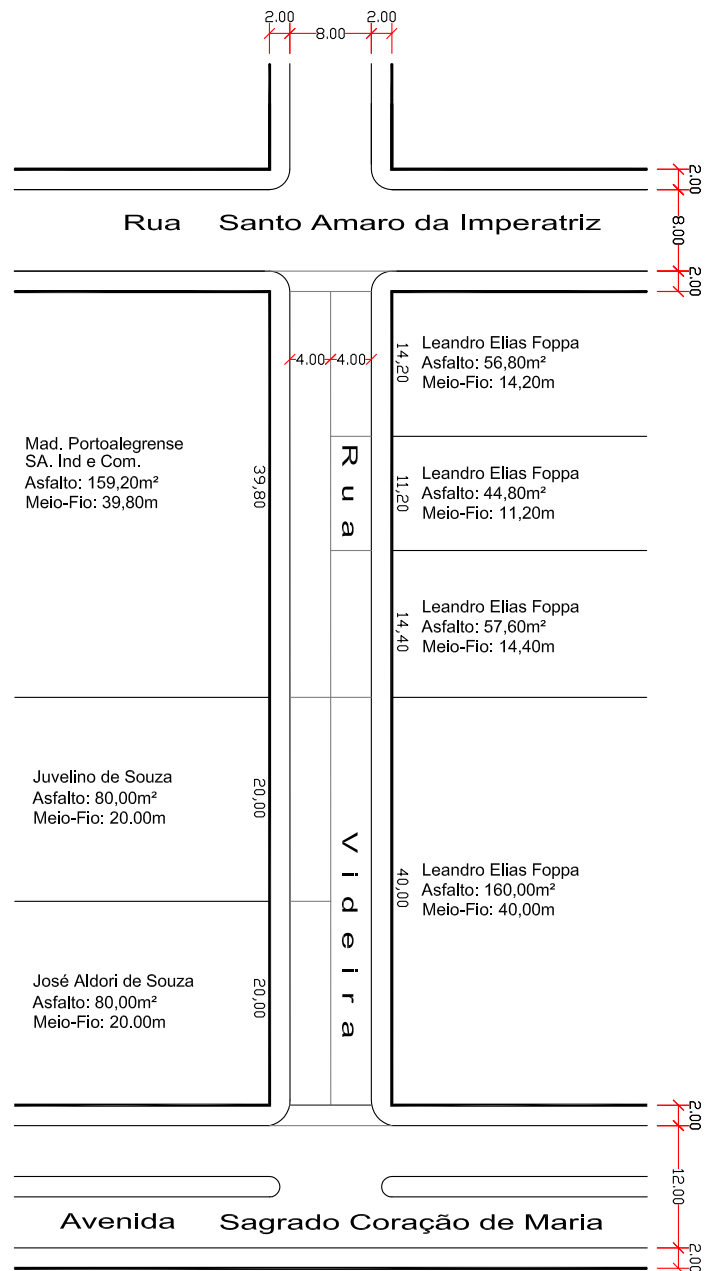 2.00
8.00
2.00
2.00
8.00
2.00
Rua Santo Amaro da Imperatriz
4.00
4.00
14,20
Leandro Elias Foppa
Asfalto: 56,80m²
Meio-Fio: 14,20m
Mad. Portoalegrense
SA. Ind e Com.
Asfalto: 159,20m²
Meio-Fio: 39,80m
39,80
Rua Videira
11,20
Leandro Elias Foppa
Asfalto: 44,80m²
Meio-Fio: 11,20m
14,40
Leandro Elias Foppa
Asfalto: 57,60m²
Meio-Fio: 14,40m
Juvelino de Souza
Asfalto: 80,00m²
Meio-Fio: 20.00m
20,00
40,00
Leandro Elias Foppa
Asfalto: 160,00m²
Meio-Fio: 40,00m
José Aldori de Souza
Asfalto: 80,00m²
Meio-Fio: 20.00m
20,00
2.00
12.00
2.00
Avenida Sagrado Coração de Maria